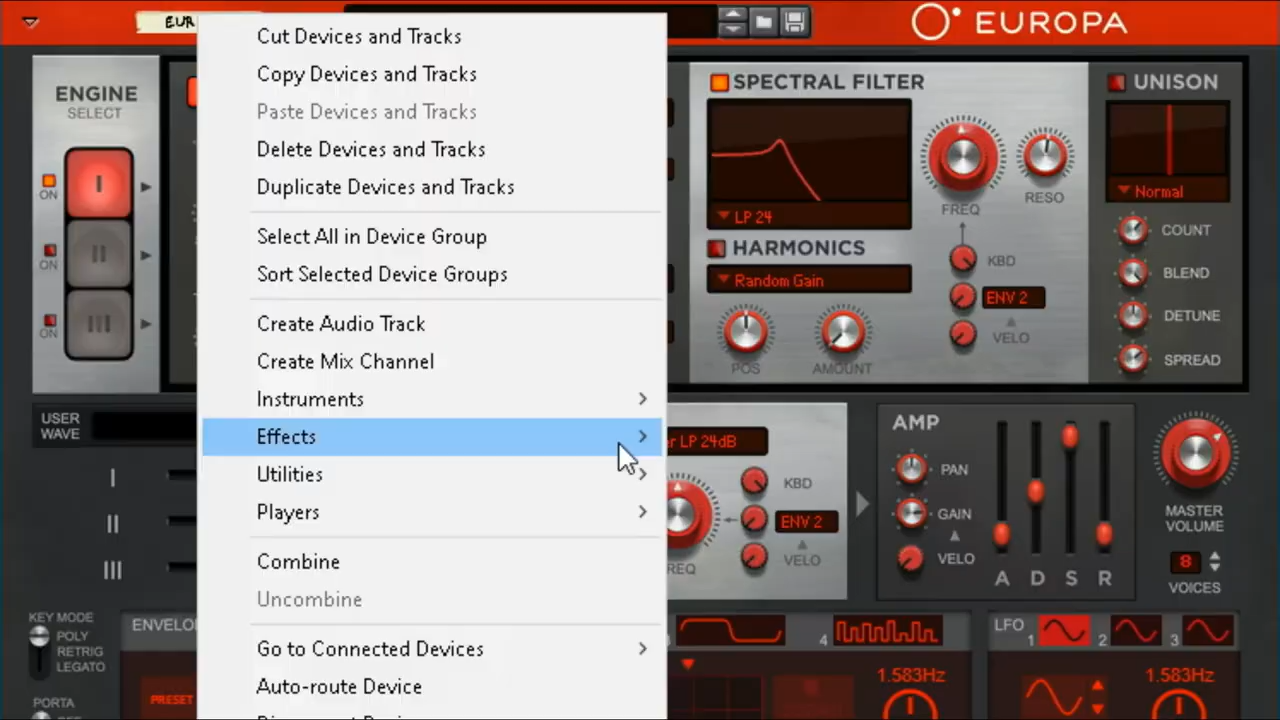 EUR
EUROPA
Cut Devices and Tracks
Copy Devices and Tracks
Paste Devices and Tracks
Delete Devices and Tracks
Duplicate Devices and Tracks
Select All in Device Group
Sort Selected Device Groups
Create Audio Track
Create Mix Channel
Instruments
Effects
Utilities
Players
Combine
Uncombine
Go to Connected Devices
Auto-route Device
ENGINE
SELECT
ON
I
ON
II
ON
III
SPECTRAL FILTER
LP 24
FREQ
RESO
HARMONICS
Random Gain
POS
AMOUNT
KBD
ENV 2
VELO
UNISON
Normal
COUNT
BLEND
DETUNE
SPREAD
USER
WAVE
I
II
III
LP 24dB
KBD
ENV 2
VELO
AMP
PAN
GAIN
VELO
A D S R
MASTER
VOLUME
8
VOICES
KEY MODE
POLY
RETRIG
LEGATO
PORTA
PRESET
4
1.583Hz
LFO
1
2
3
1.583Hz